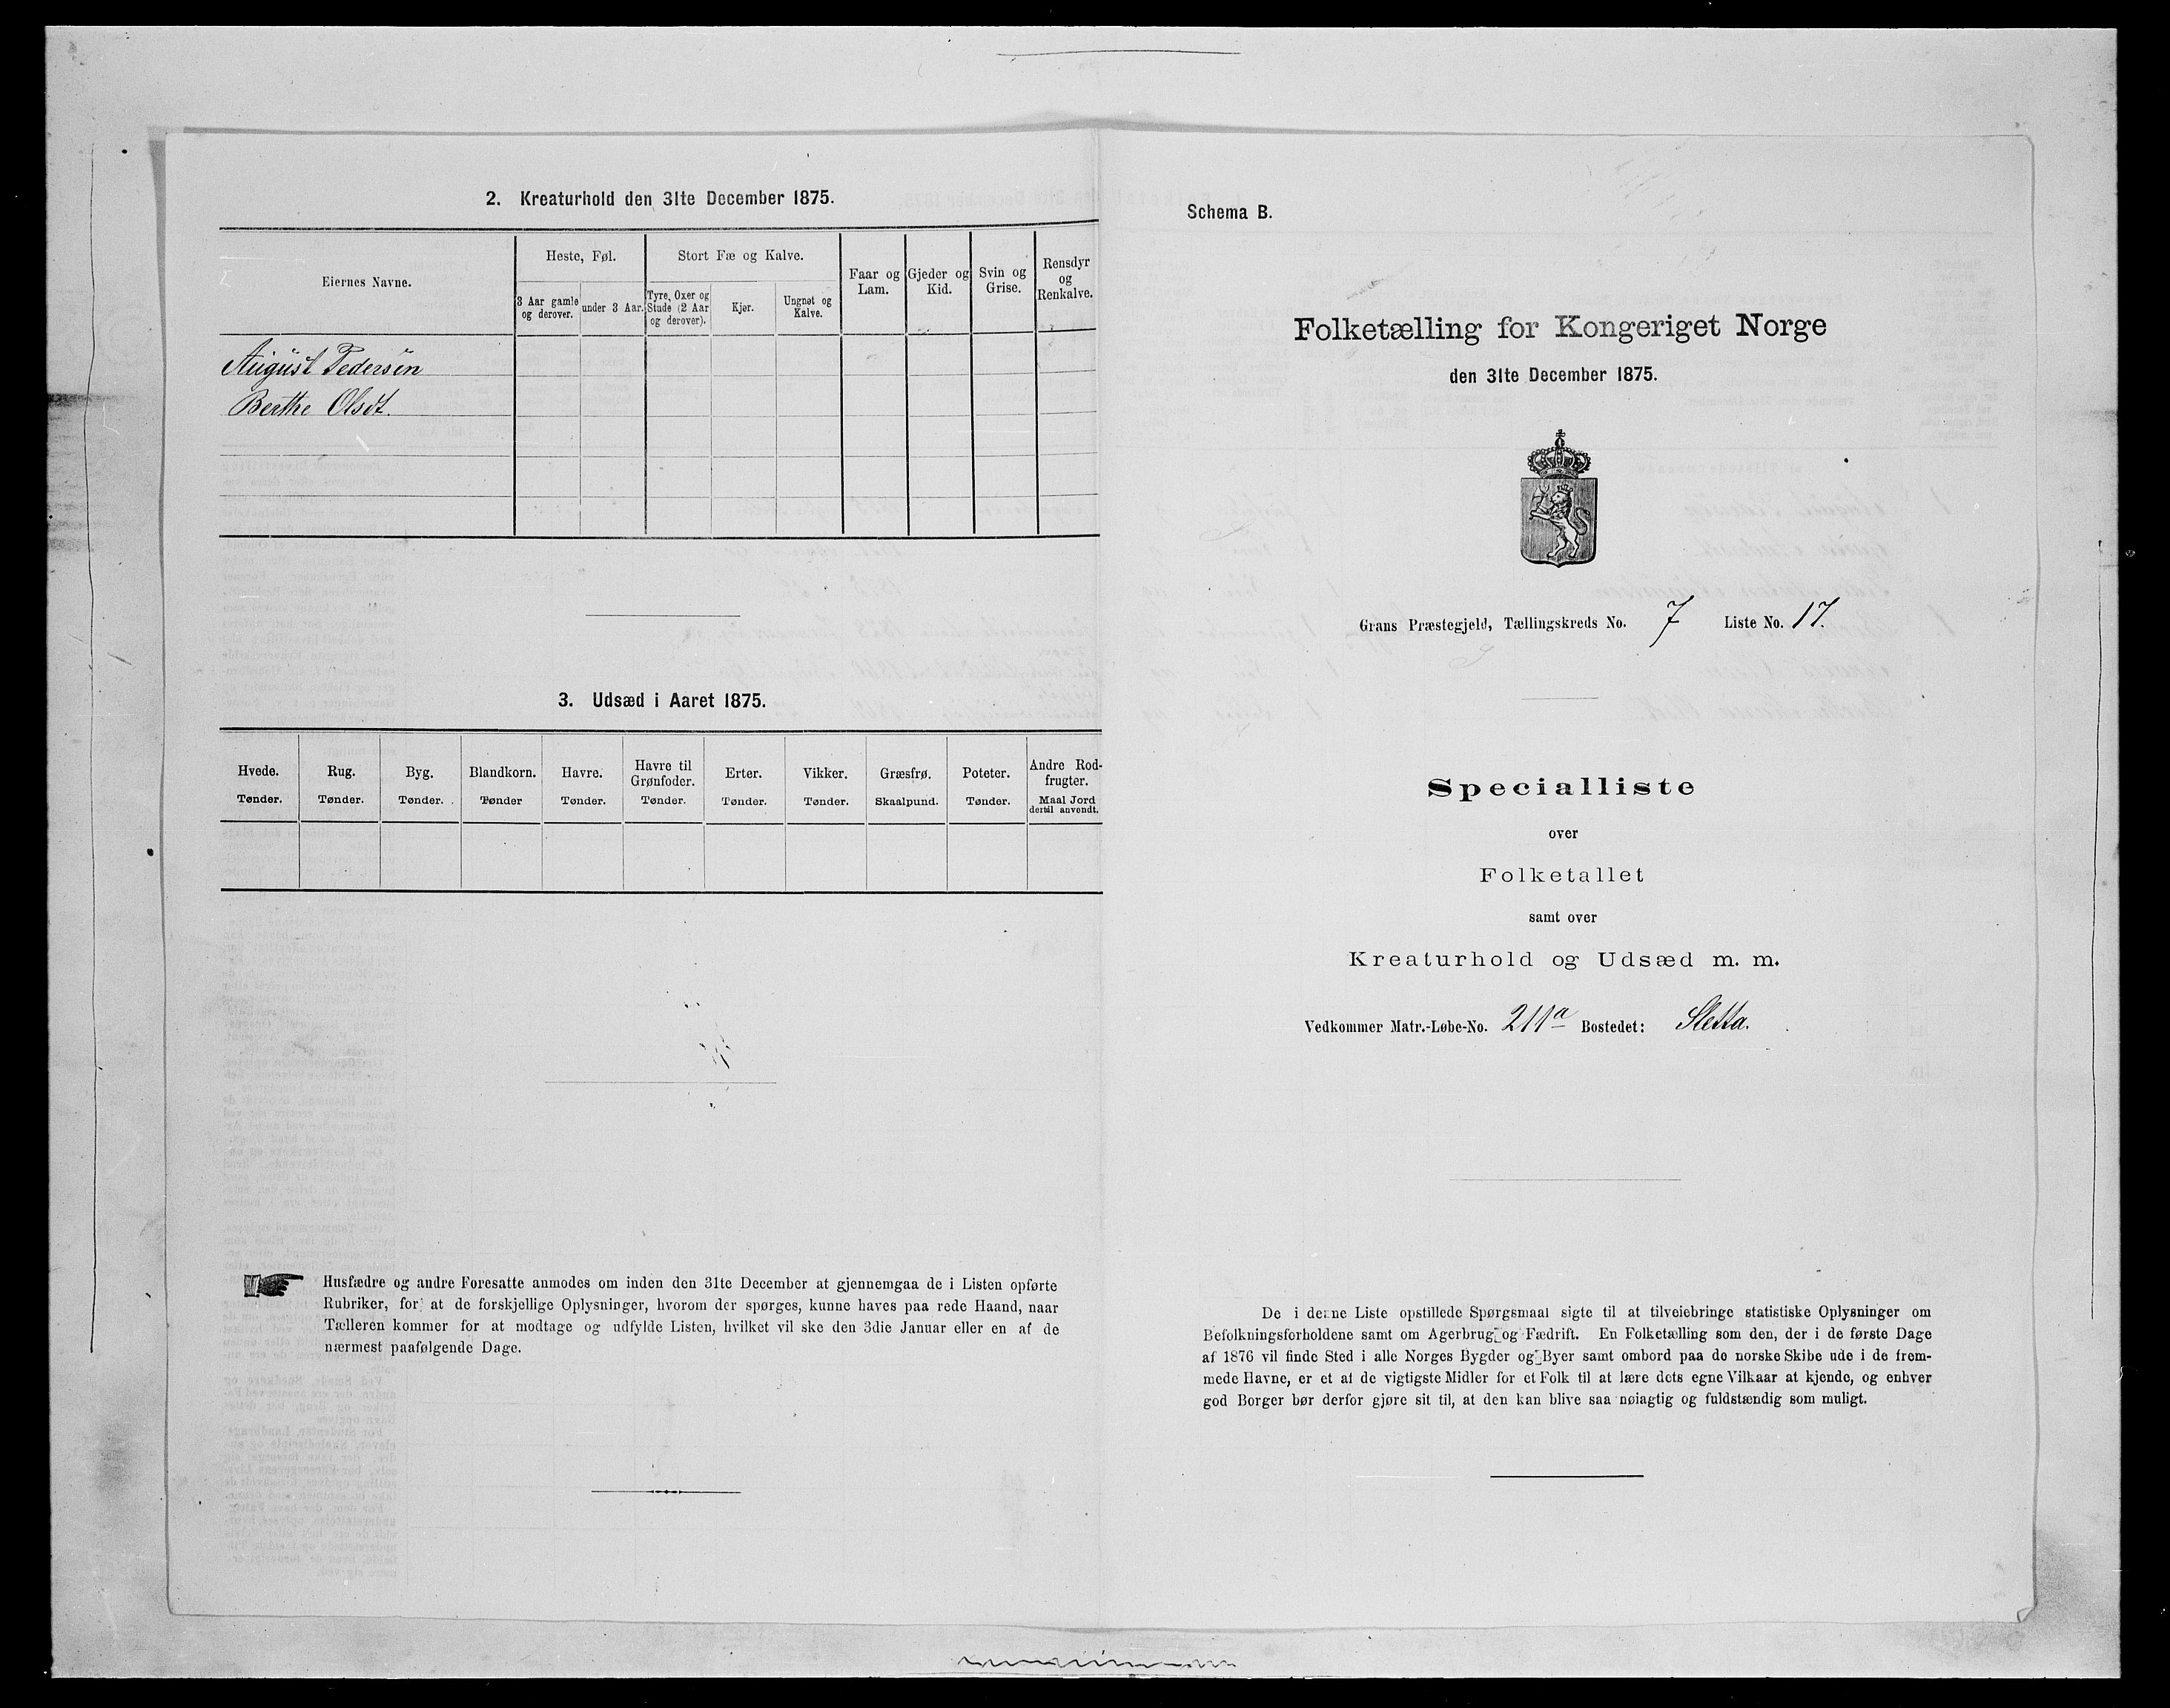 2. Kreaturhold den 31te December 1875.
Eiernes Navne.
Heste, Føl.
3 Aar gamle og derover.
under 3 Aar.
Stort Fæ og Kalve.
Tyre, Oxer og Stude (2 Aar og derover).
Kjør.
Ungnøt og Kalve.
Faar og Lam.
Gjeder og Kid.
Svin og Grise.
Rensdyr og Renkalve.
August Pedersen
Berthe Olsdt.
3. Udsæd i Aaret 1875.
Hvede. Tønder.
Rug. Tønder.
Byg. Tønder.
Blandkorn. Tønder
Havre. Tønder.
Havre til Grønfoder. Tønder.
Erter. Tønder.
Vikker. Tønder.
Græsfrø. Skaalpund.
Poteter. Tønder.
Andre Rodfrugter. Maal Jord dertil anvendt.
Husfædre og andre Foresatte anmodes om inden den 31te December at gjennemgaa de i Listen opførte
Rubriker, for at de forskjellige Oplysninger, hvorom der spørges, kunne haves paa rede Haand, naar
Tælleren kommer for at modtage og udfylde Listen, hvilket vil ske den 3die Januar eller en af de
nærmest paafølgende Dage.
Schema B.
Folketælling for Kongeriget Norge
den 31te December 1875.
Grans Præstegjeld, Tællingskreds No. 7 Liste No. 17.
Specialliste
over
Folketallet
samt over
Kreaturhold og Udsæd m. m.
Vedkommer Matr.-Løbe-No. 211a Bostedet: Sletta.
De i denne Liste opstillede Spørgsmaal sigte til at tilveiebringe statistiske Oplysninger om
Befolkningsforholdene samt om Agerbrug og Fædrift. En Folketælling som den, der i de første Dage
af 1876 vil finde Sted i alle Norges Bygder og Byer samt ombord paa de norske Skibe ude i de frem-
mede Havne, er et af de vigtigste Midler for et Folk til at lære dets egne Vilkaar at kjende, og enhver
god Borger bør derfor gjøre sit til, at den kan blive saa nøiagtig og fuldstændig som muligt.